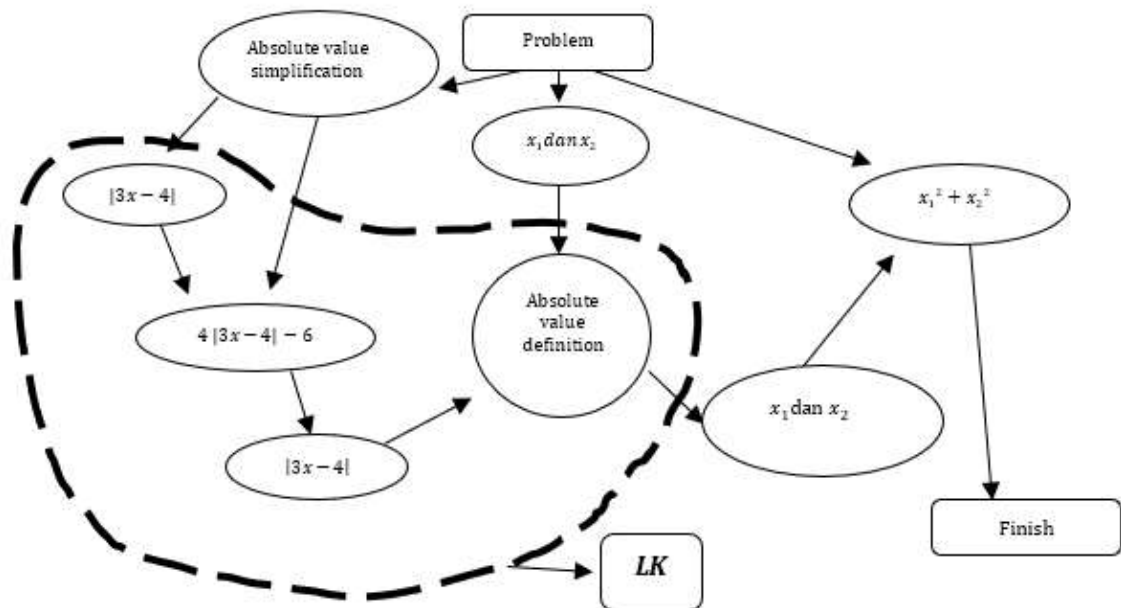 Problem
Absolute value
simplification
x₁ dan x₂
|3x − 4|
x₁² + x₂²
Absolute
value
definition
4 |3x − 4| − 6
x₁ dan x₂
|3x − 4|
Finish
LK